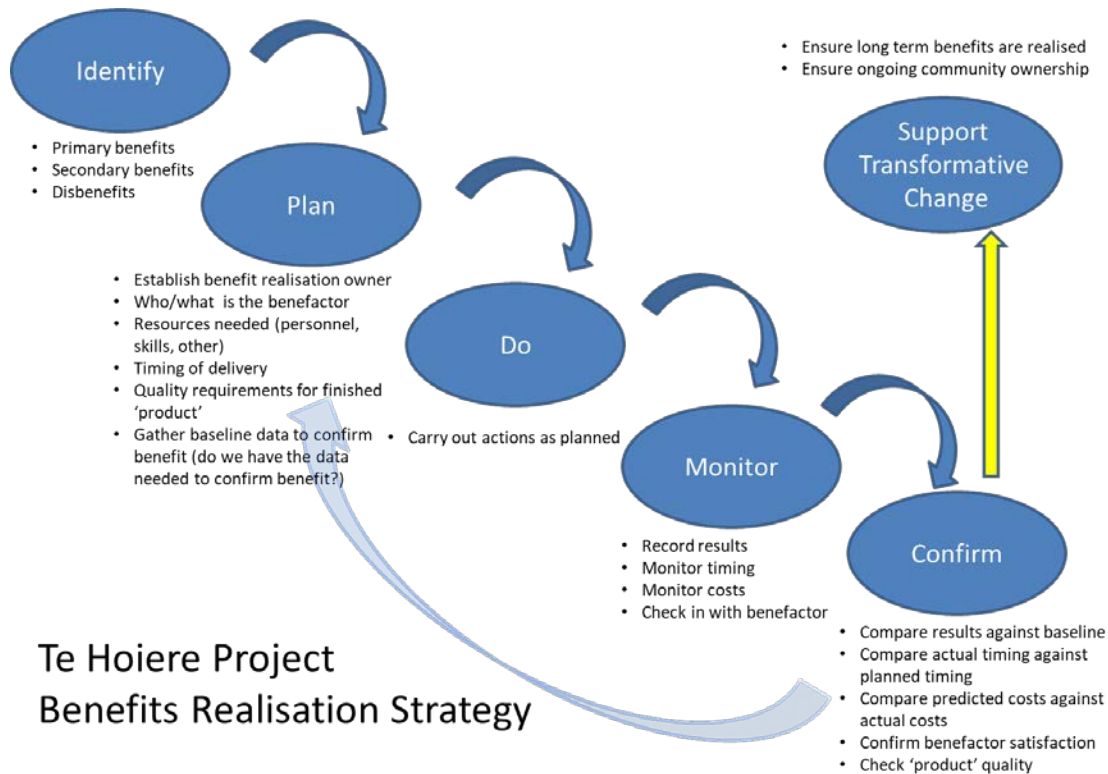 Identify
• Primary benefits
• Secondary benefits
• Disbenefits
Plan
• Establish benefit realisation owner
• Who/what  is the benefactor
• Resources needed (personnel,
skills, other)
• Timing of delivery
• Quality requirements for finished
‘product’
• Gather baseline data to confirm
benefit (do we have the data
needed to confirm benefit?)
Do
• Carry out actions as planned
Monitor
• Record results
• Monitor timing
• Monitor costs
• Check in with benefactor
Confirm
• Compare results against baseline
• Compare actual timing against
planned timing
• Compare predicted costs against
actual costs
• Confirm benefactor satisfaction
• Check ‘product’ quality
• Ensure long term benefits are realised
• Ensure ongoing community ownership
Support
Transformative
Change
Te Hoiere Project
Benefits Realisation Strategy